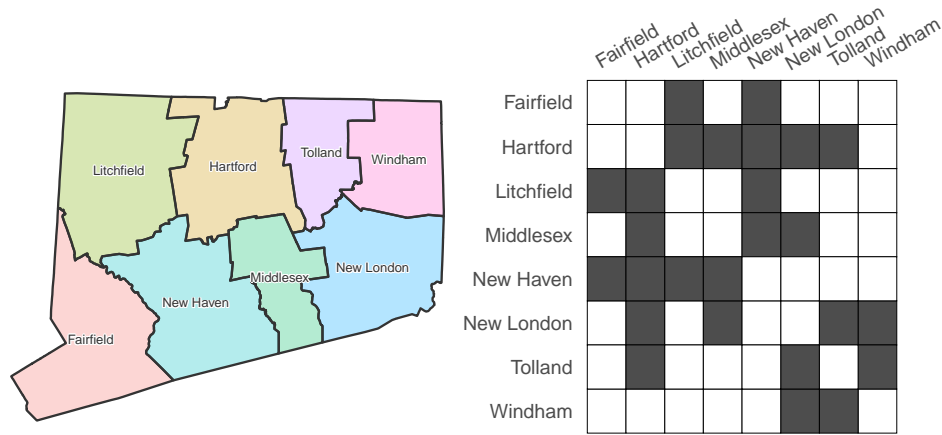 Litchfield
Hartford
Tolland
Windham
Middlesex
New London
New Haven
Fairfield
Fairfield
Hartford
Litchfield
Middlesex
New Haven
New London
Tolland
Windham
Fairfield
Hartford
Litchfield
Middlesex
New Haven
New London
Tolland
Windham